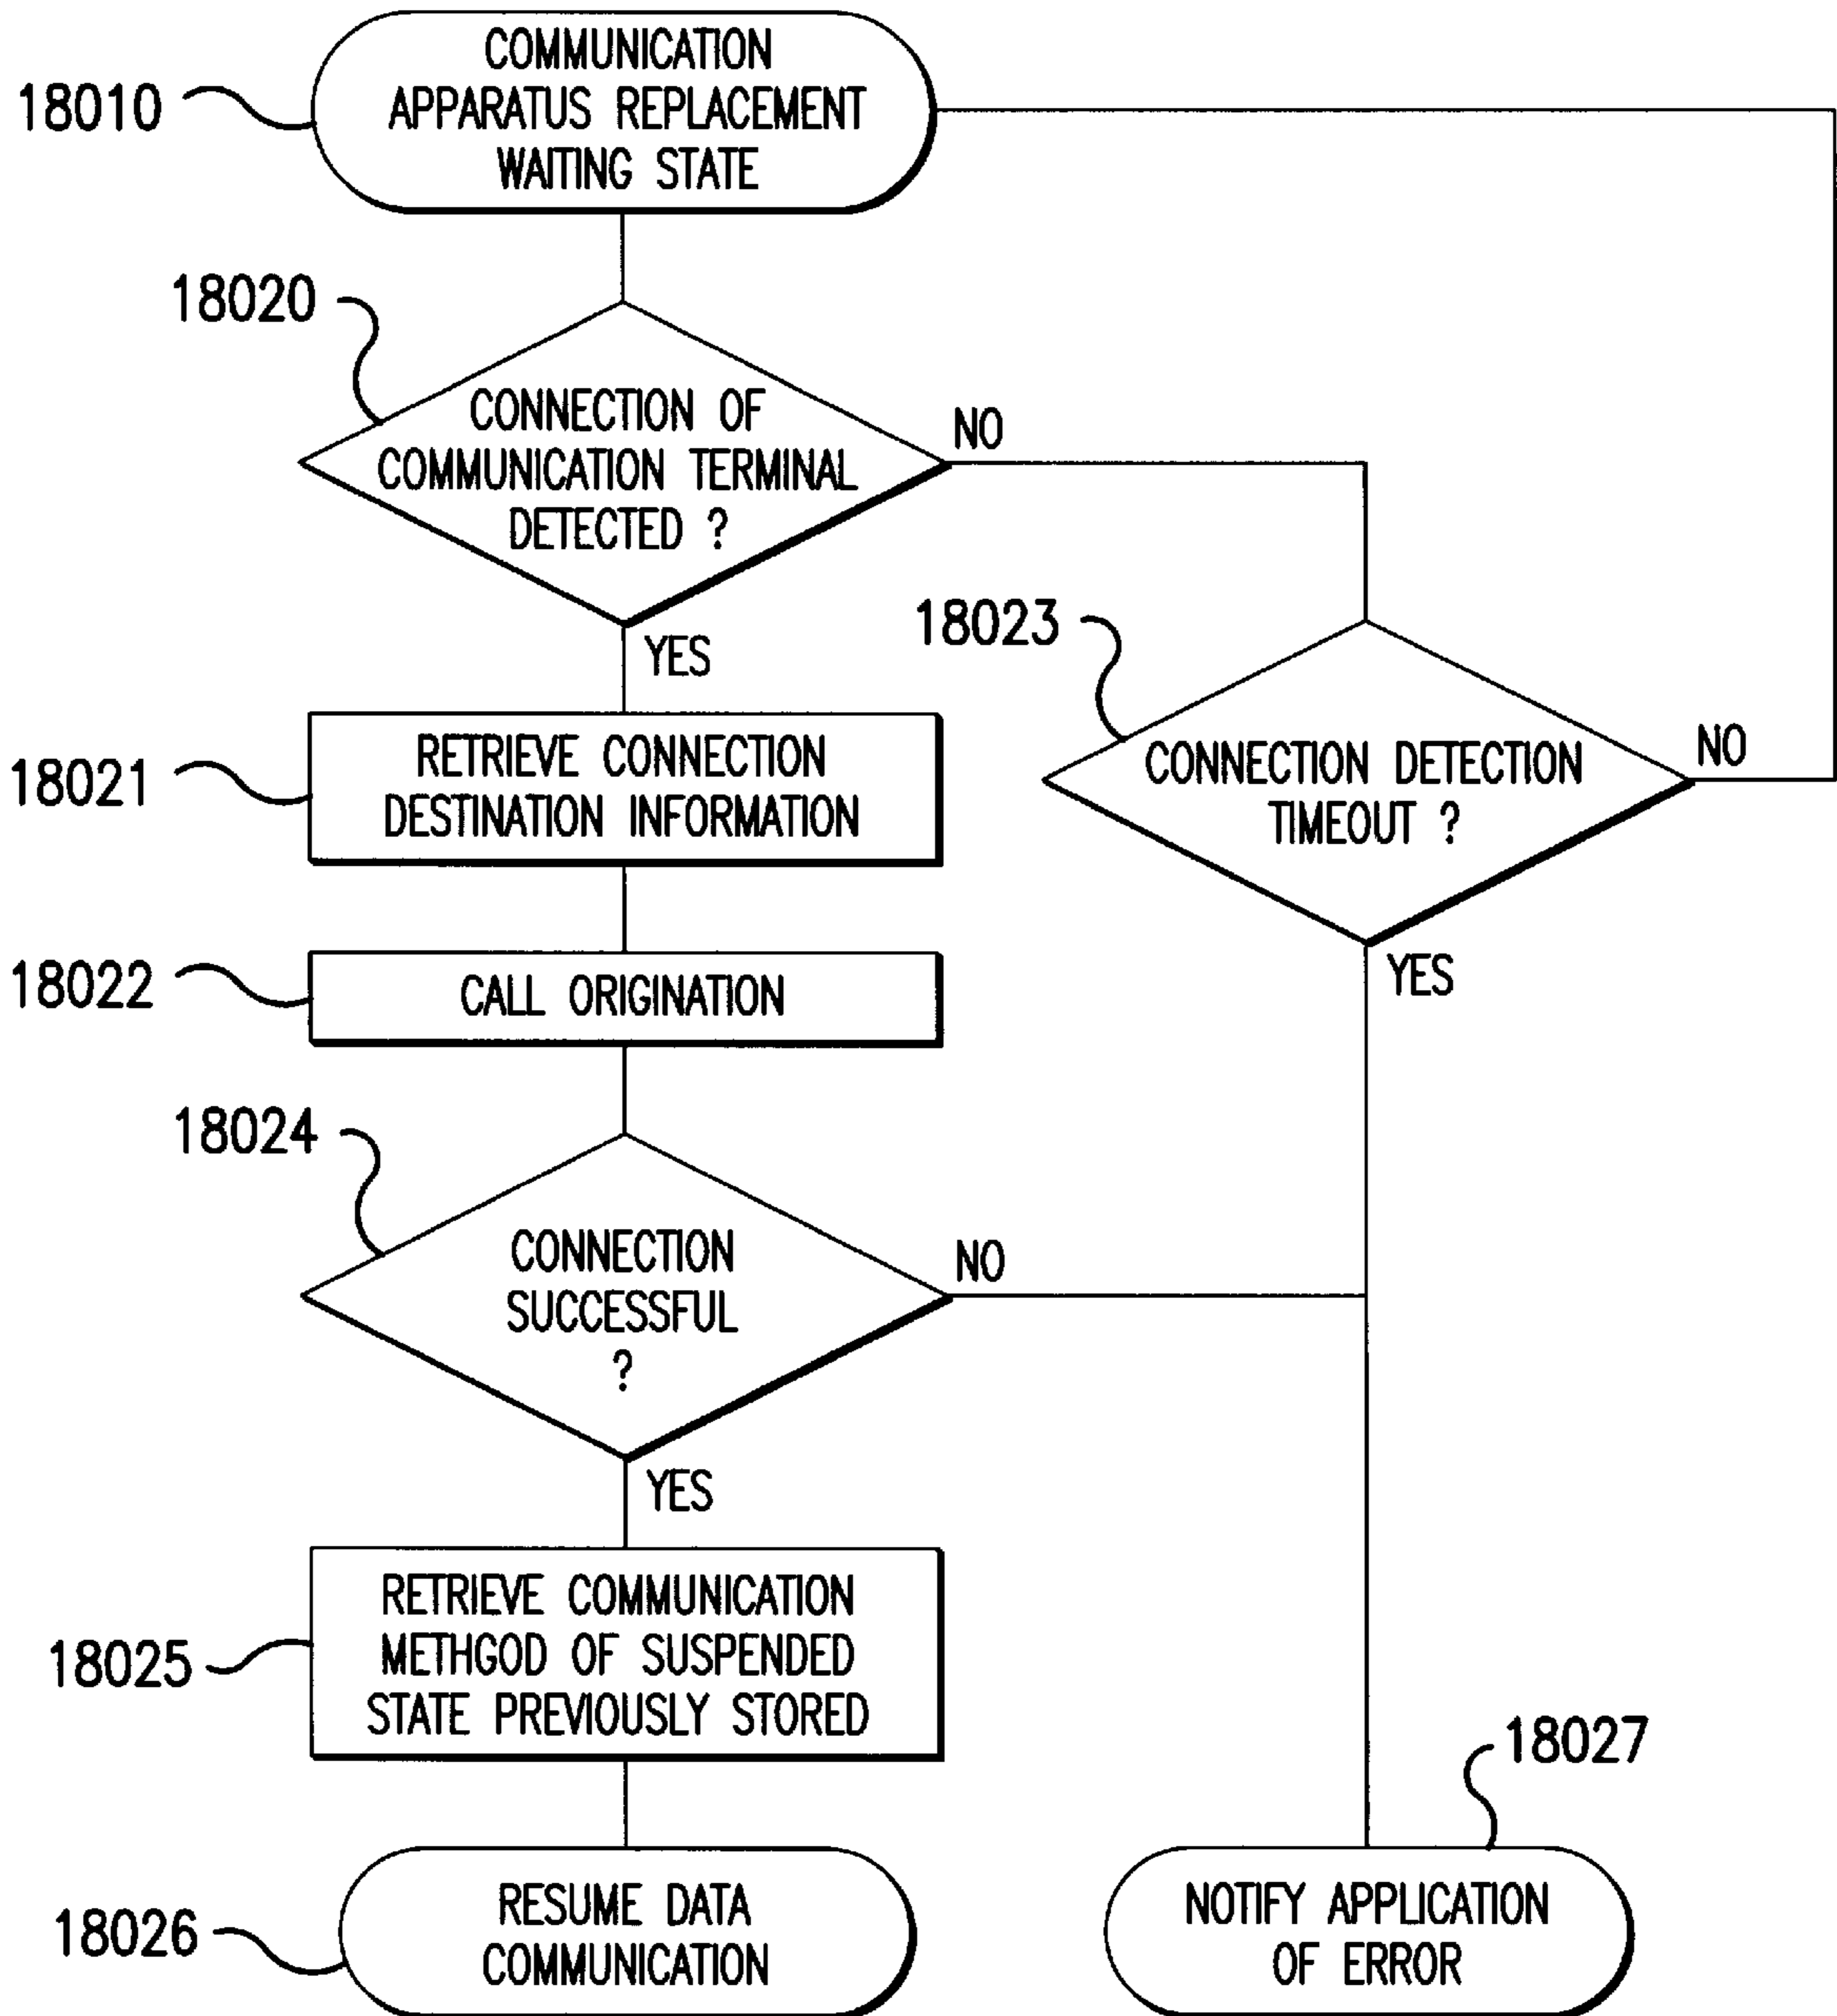 COMMUNICATION
APPARATUS REPLACEMENT
WAITING STATE
18010
18020
CONNECTION OF
COMMUNICATION TERMINAL
DETECTED ?
NO
YES
18023
CONNECTION DETECTION
TIMEOUT ?
NO
YES
18021
RETRIEVE CONNECTION
DESTINATION INFORMATION
18022
CALL ORIGINATION
18024
CONNECTION
SUCCESSFUL
?
NO
YES
18025
RETRIEVE COMMUNICATION
METHGOD OF SUSPENDED
STATE PREVIOUSLY STORED
18026
RESUME DATA
COMMUNICATION
18027
NOTIFY APPLICATION
OF ERROR